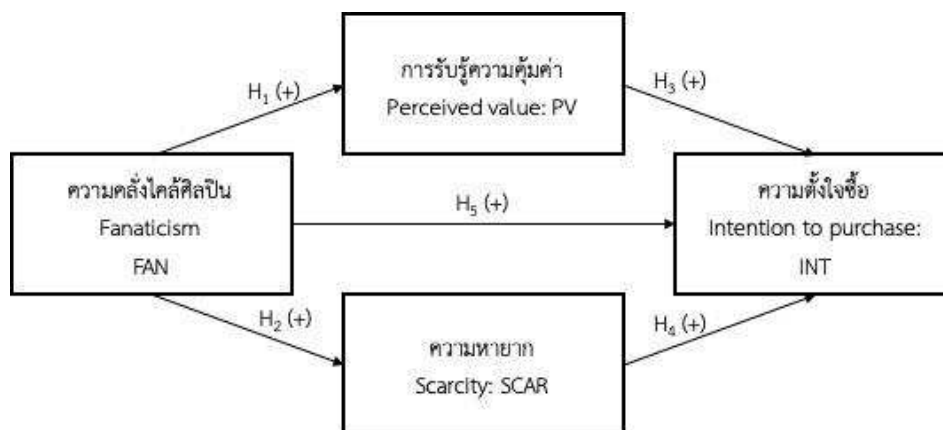 การรับรู้ความคุ้มค่า
Perceived value: PV
H₁ (+)
H₃ (+)
ความคลั่งไคล้ศิลปิน
Fanaticism
FAN
H₅ (+)
ความตั้งใจซื้อ
Intention to purchase:
INT
H₂ (+)
H₄ (+)
ความหายาก
Scarcity: SCAR